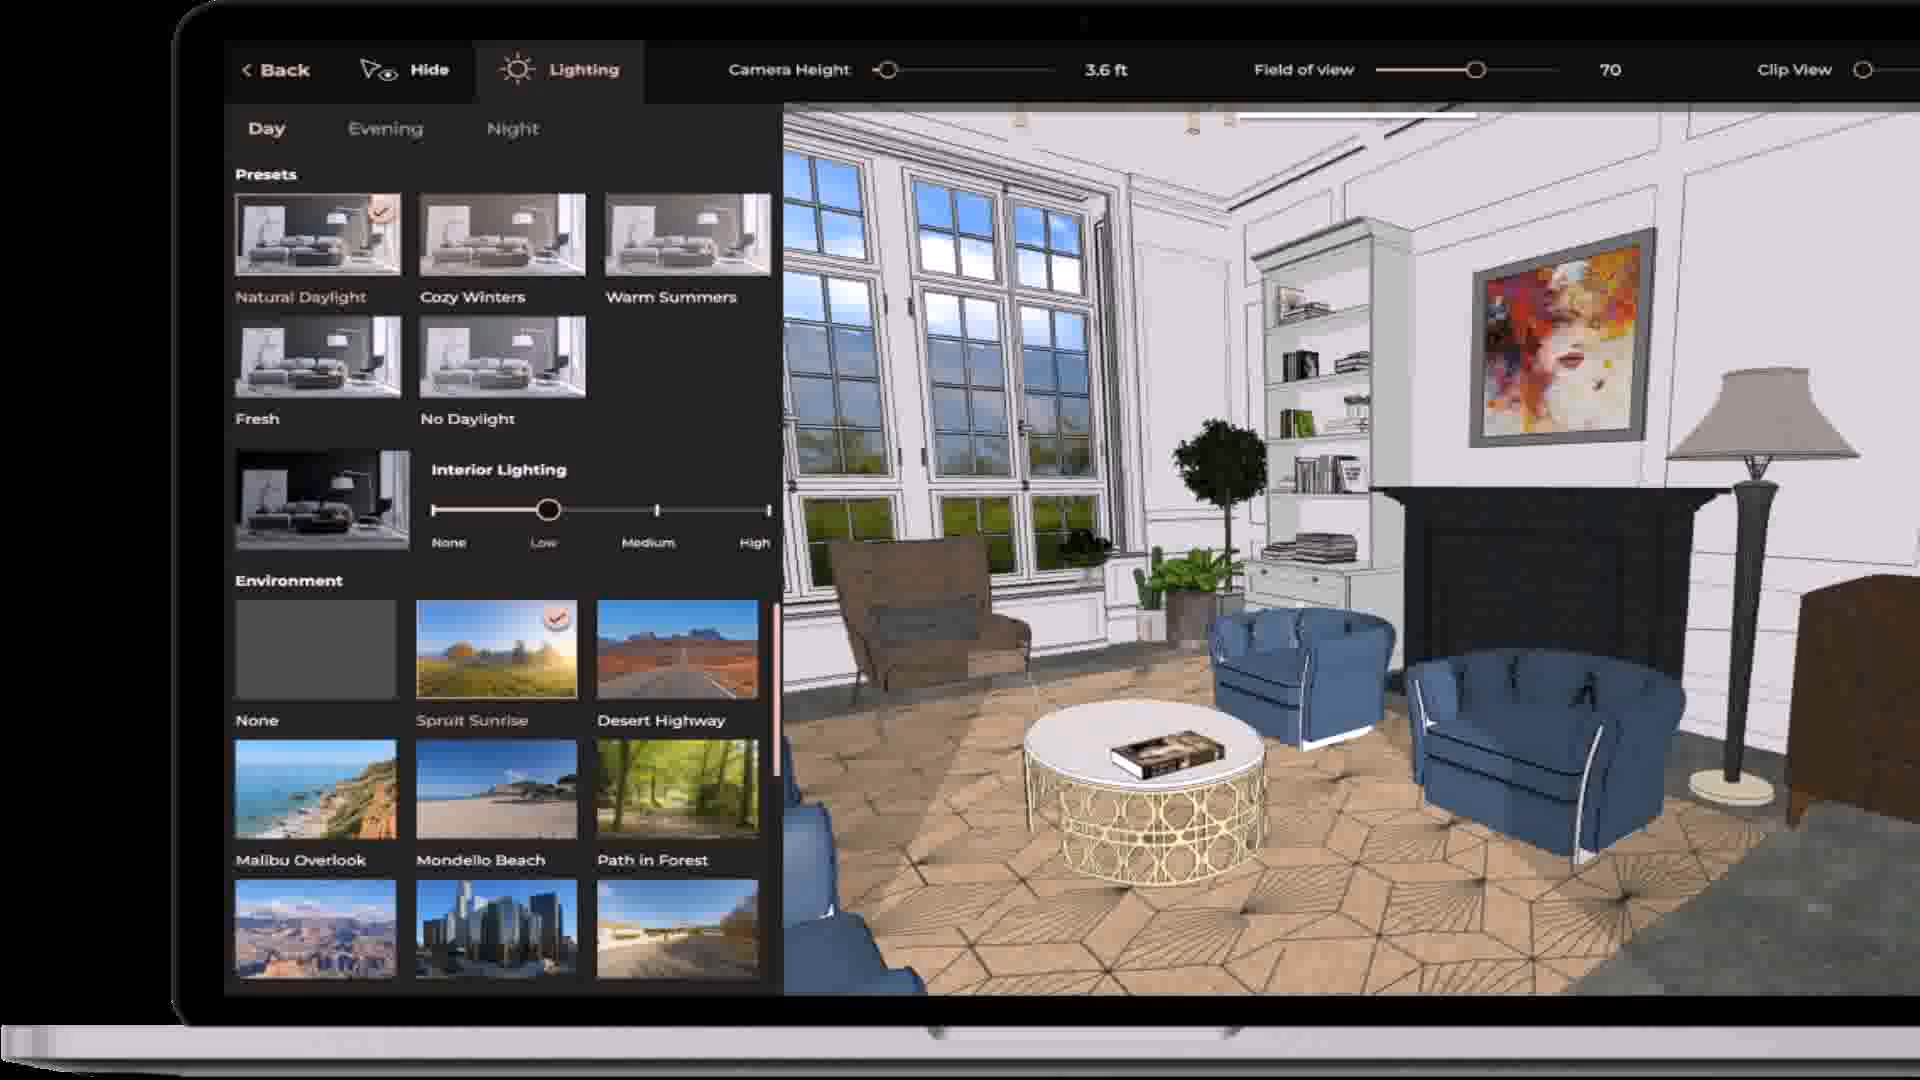 Back Hide Lighting Camera Height 3.6 ft Field of view 70 Clip View
Day Evening Night
Presets
Natural Daylight Cozy Winters Warm Summers
Fresh No Daylight
Interior Lighting
None Low Medium High
Environment
None Spruit Sunrise Desert Highway
Malibu Overlook Mondello Beach Path in Forest